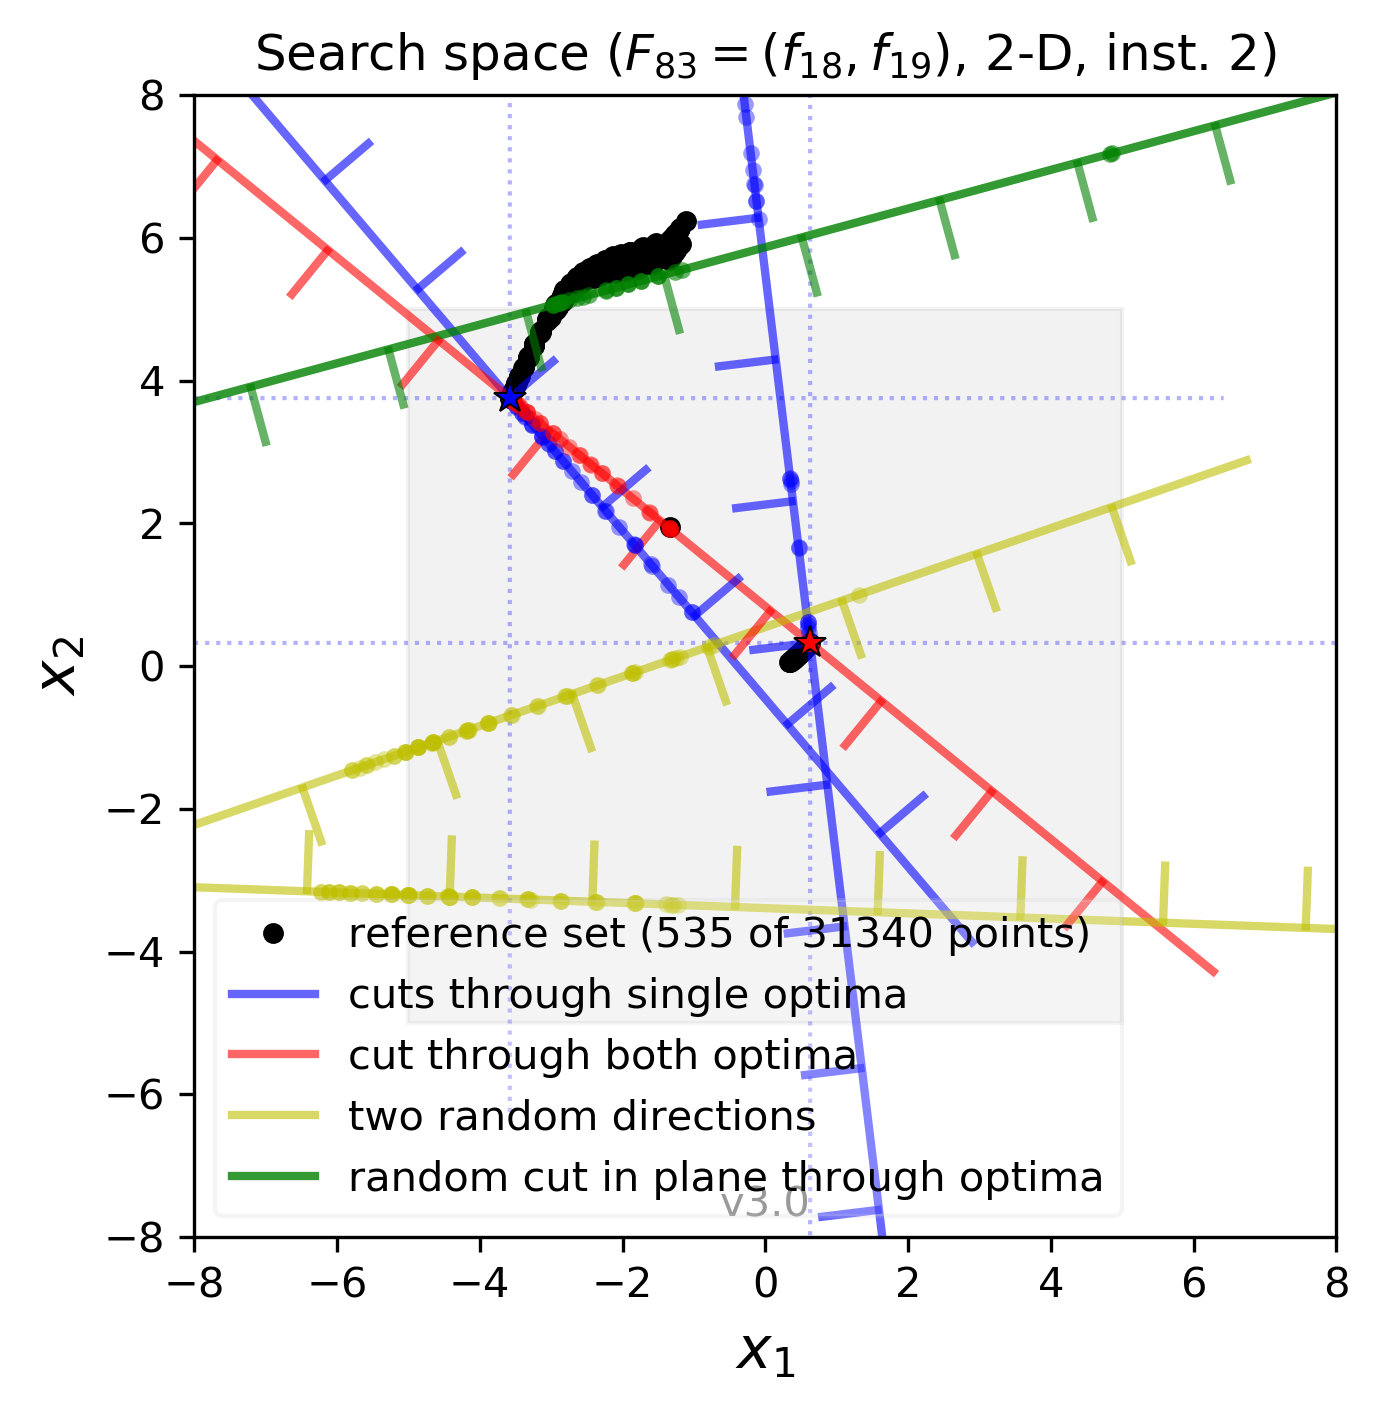 Search space (F83 = (f18, f19), 2-D, inst. 2)
8
6
4
2
0
−2
−4
−6
−8
x2
reference set (535 of 31340 points)
cuts through single optima
cut through both optima
two random directions
random cut in plane through optima
v3.0
−8 −6 −4 −2 0 2 4 6 8
x1